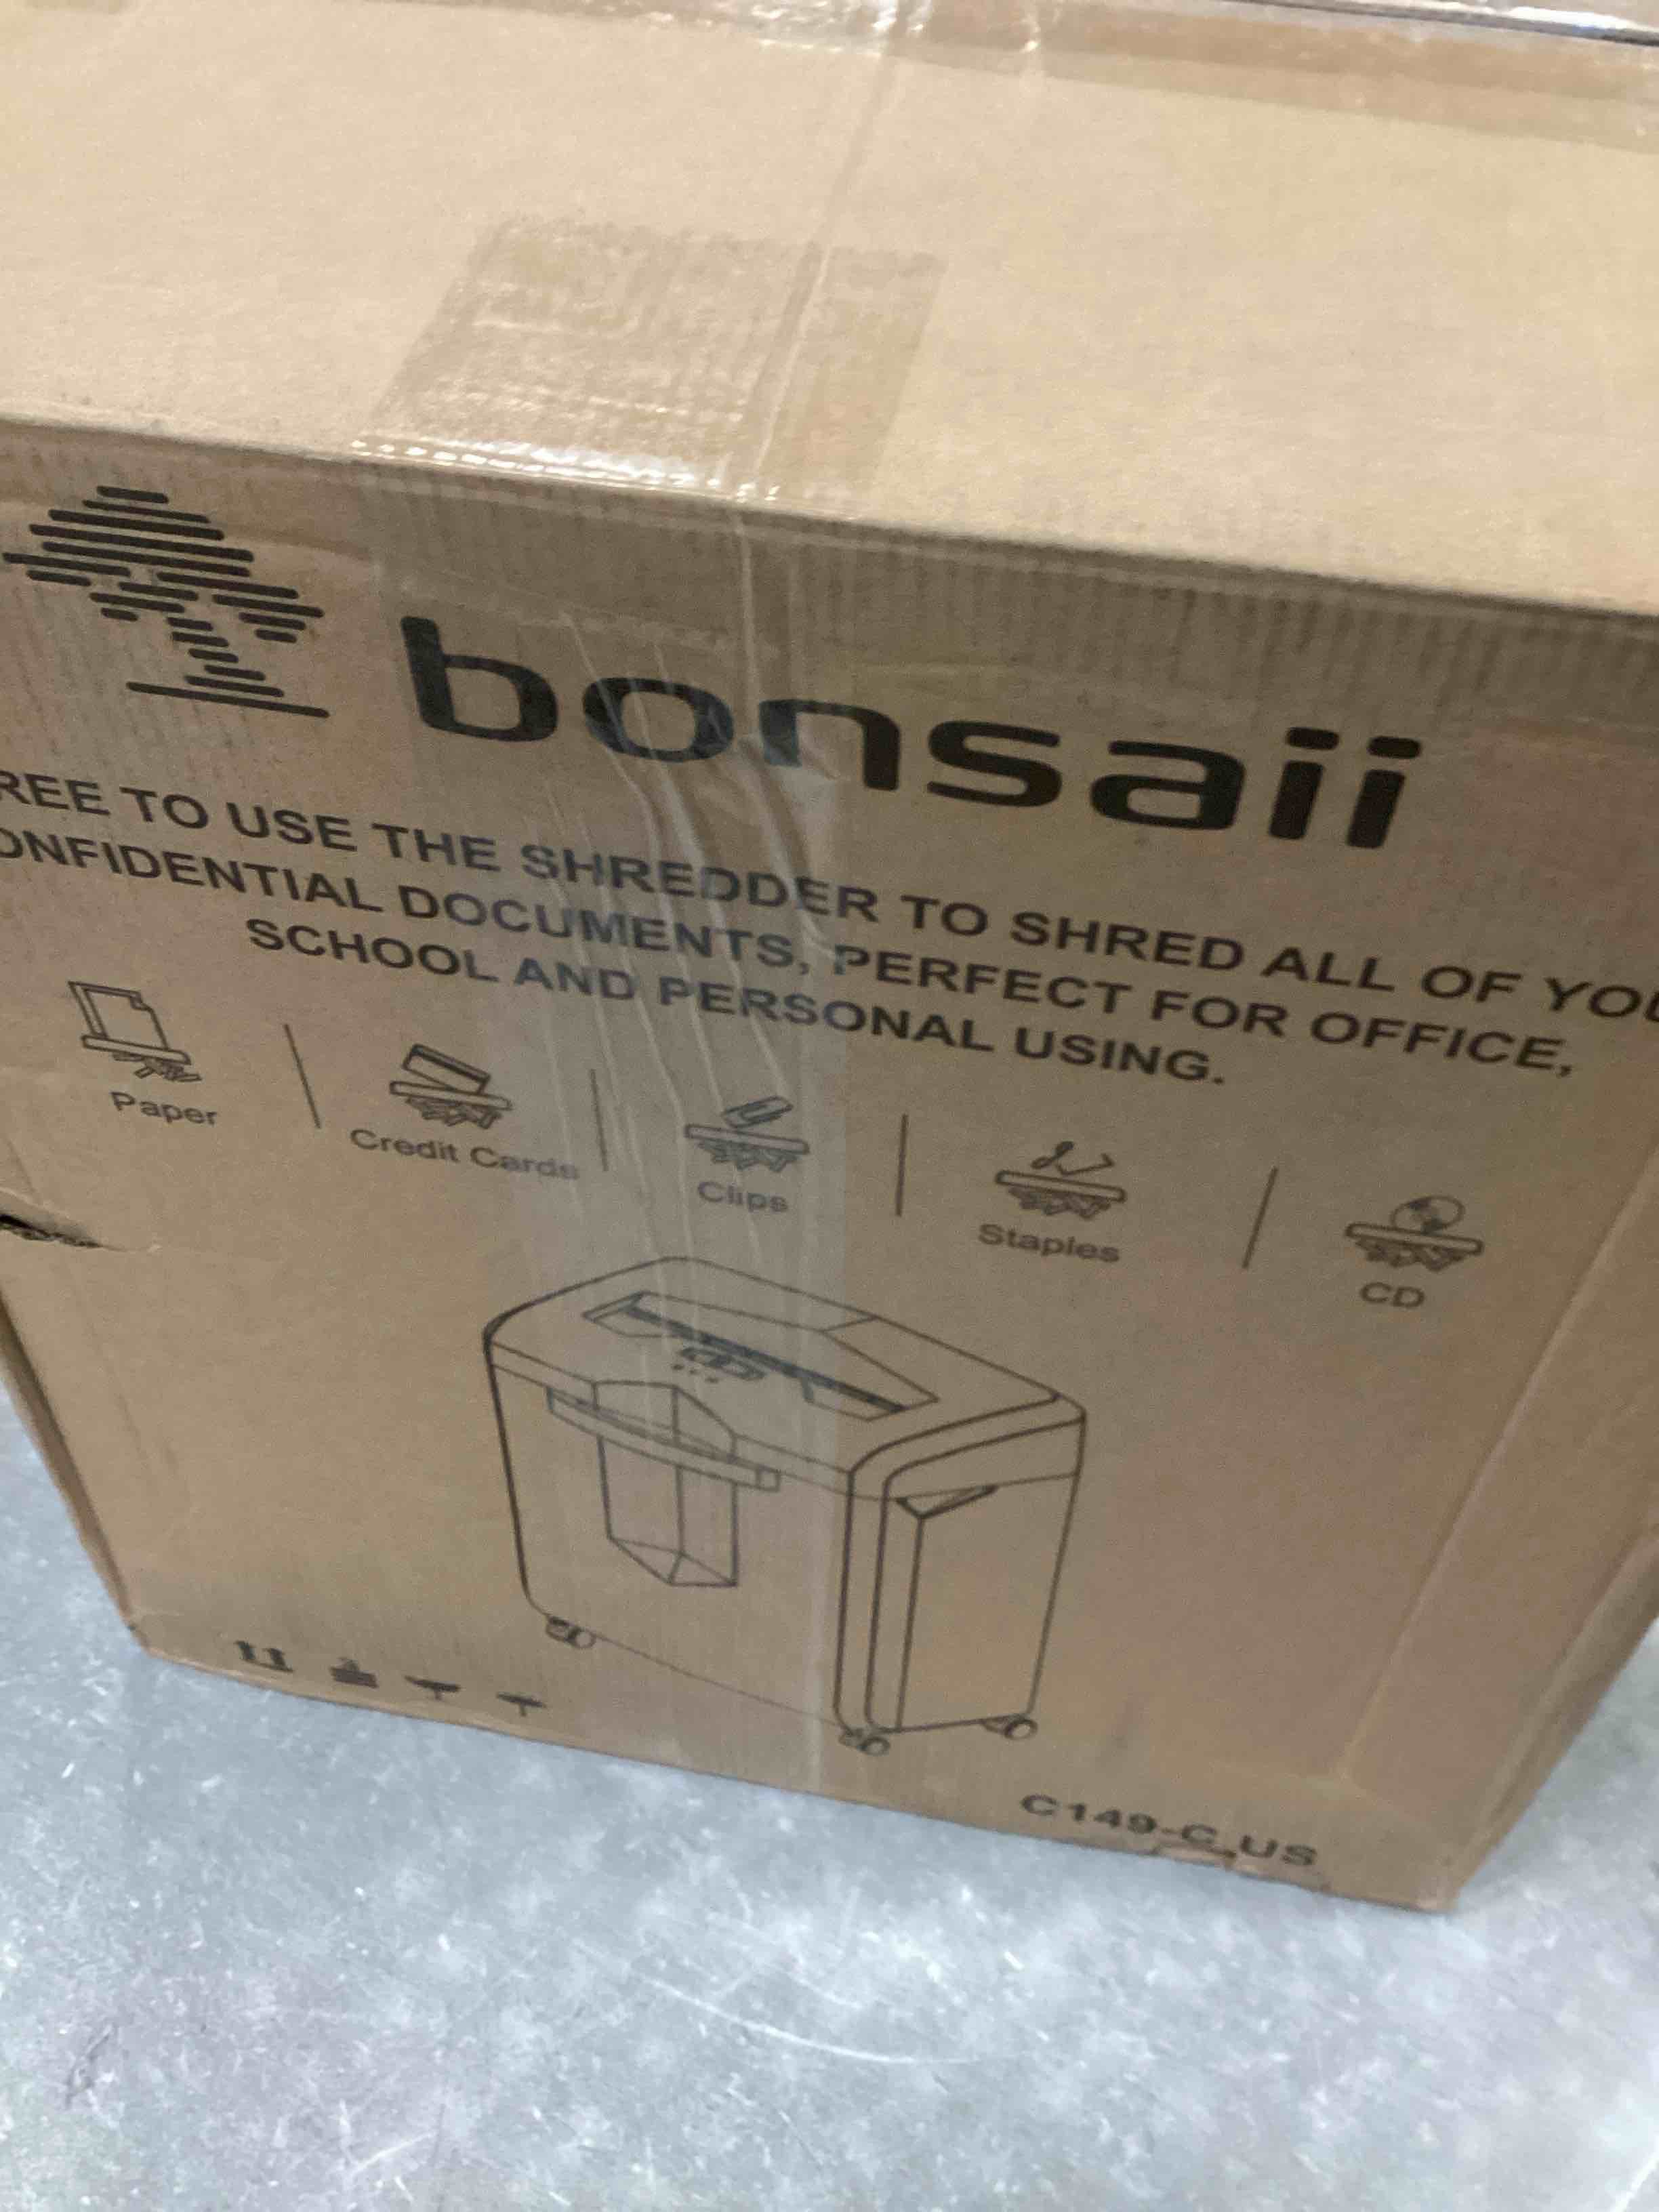 bonsaii
REE TO USE THE SHREDDER TO SHRED ALL OF YOU
ONFIDENTIAL DOCUMENTS, PERFECT FOR OFFICE,
SCHOOL AND PERSONAL USING.
Paper
Credit Cards
Clips
Staples
CD
C149-C,US